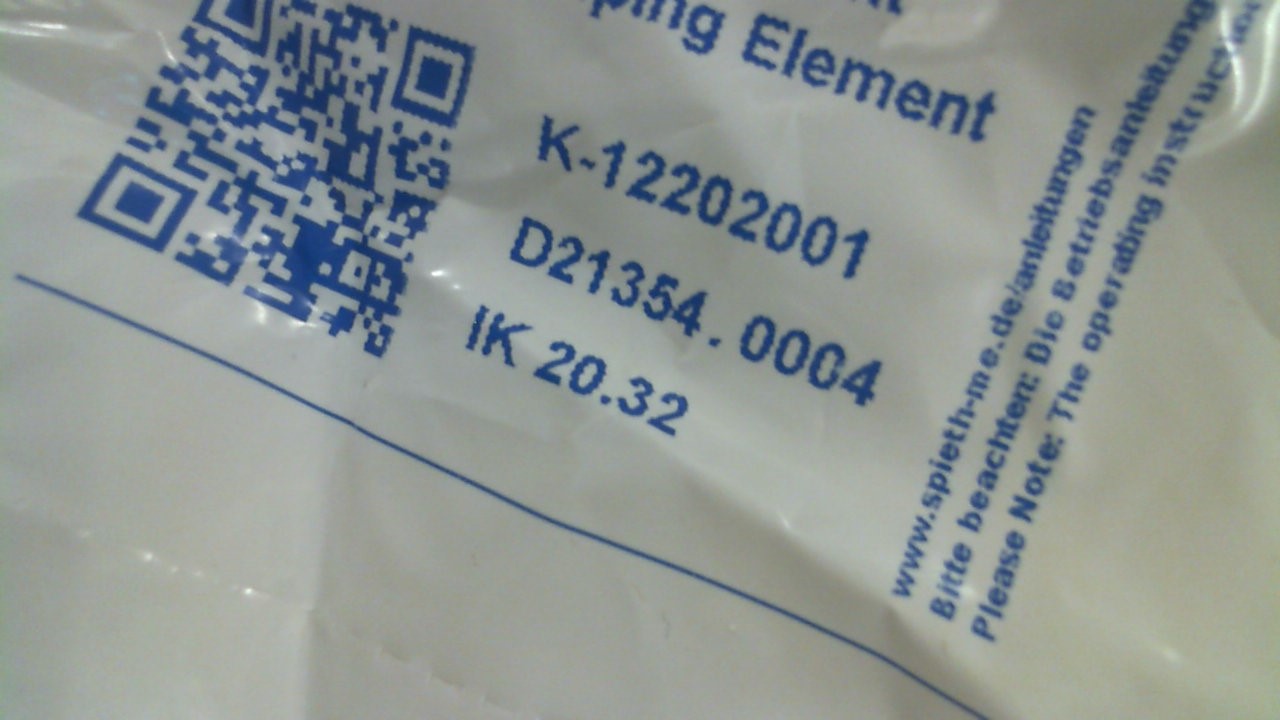 Element
K-12202001
D21354.0004
IK 20.32
www.spieth-me.de/anleitungen
Bitte beachten: Die Betriebsanleitung
Please Note: The operating